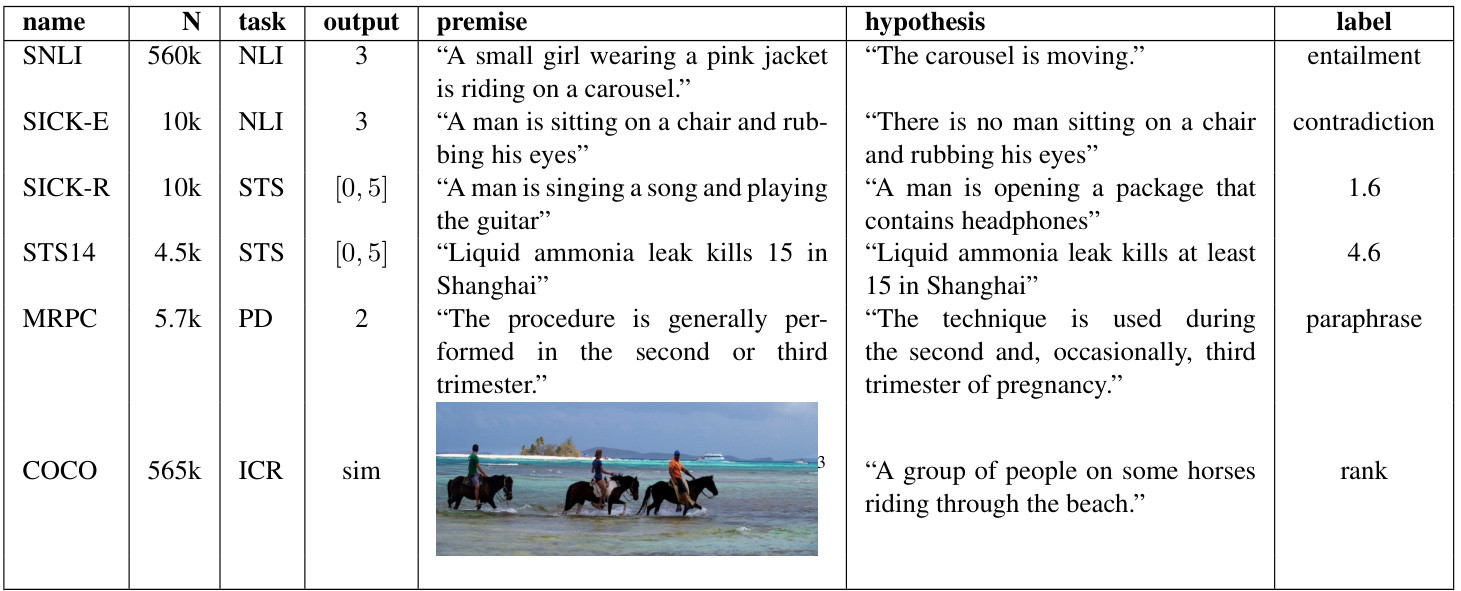 name N task output premise hypothesis label
SNLI 560k NLI 3 “A small girl wearing a pink jacket “The carousel is moving.” entailment
is riding on a carousel.”
SICK-E 10k NLI 3 “A man is sitting on a chair and rub- “There is no man sitting on a chair contradiction
bing his eyes” and rubbing his eyes”
SICK-R 10k STS [0, 5] “A man is singing a song and playing “A man is opening a package that 1.6
the guitar” contains headphones”
STS14 4.5k STS [0, 5] “Liquid ammonia leak kills 15 in “Liquid ammonia leak kills at least 4.6
Shanghai” 15 in Shanghai”
MRPC 5.7k PD 2 “The procedure is generally per- “The technique is used during paraphrase
formed in the second or third the second and, occasionally, third
trimester.” trimester of pregnancy.”
3
COCO 565k ICR sim “A group of people on some horses rank
riding through the beach.”